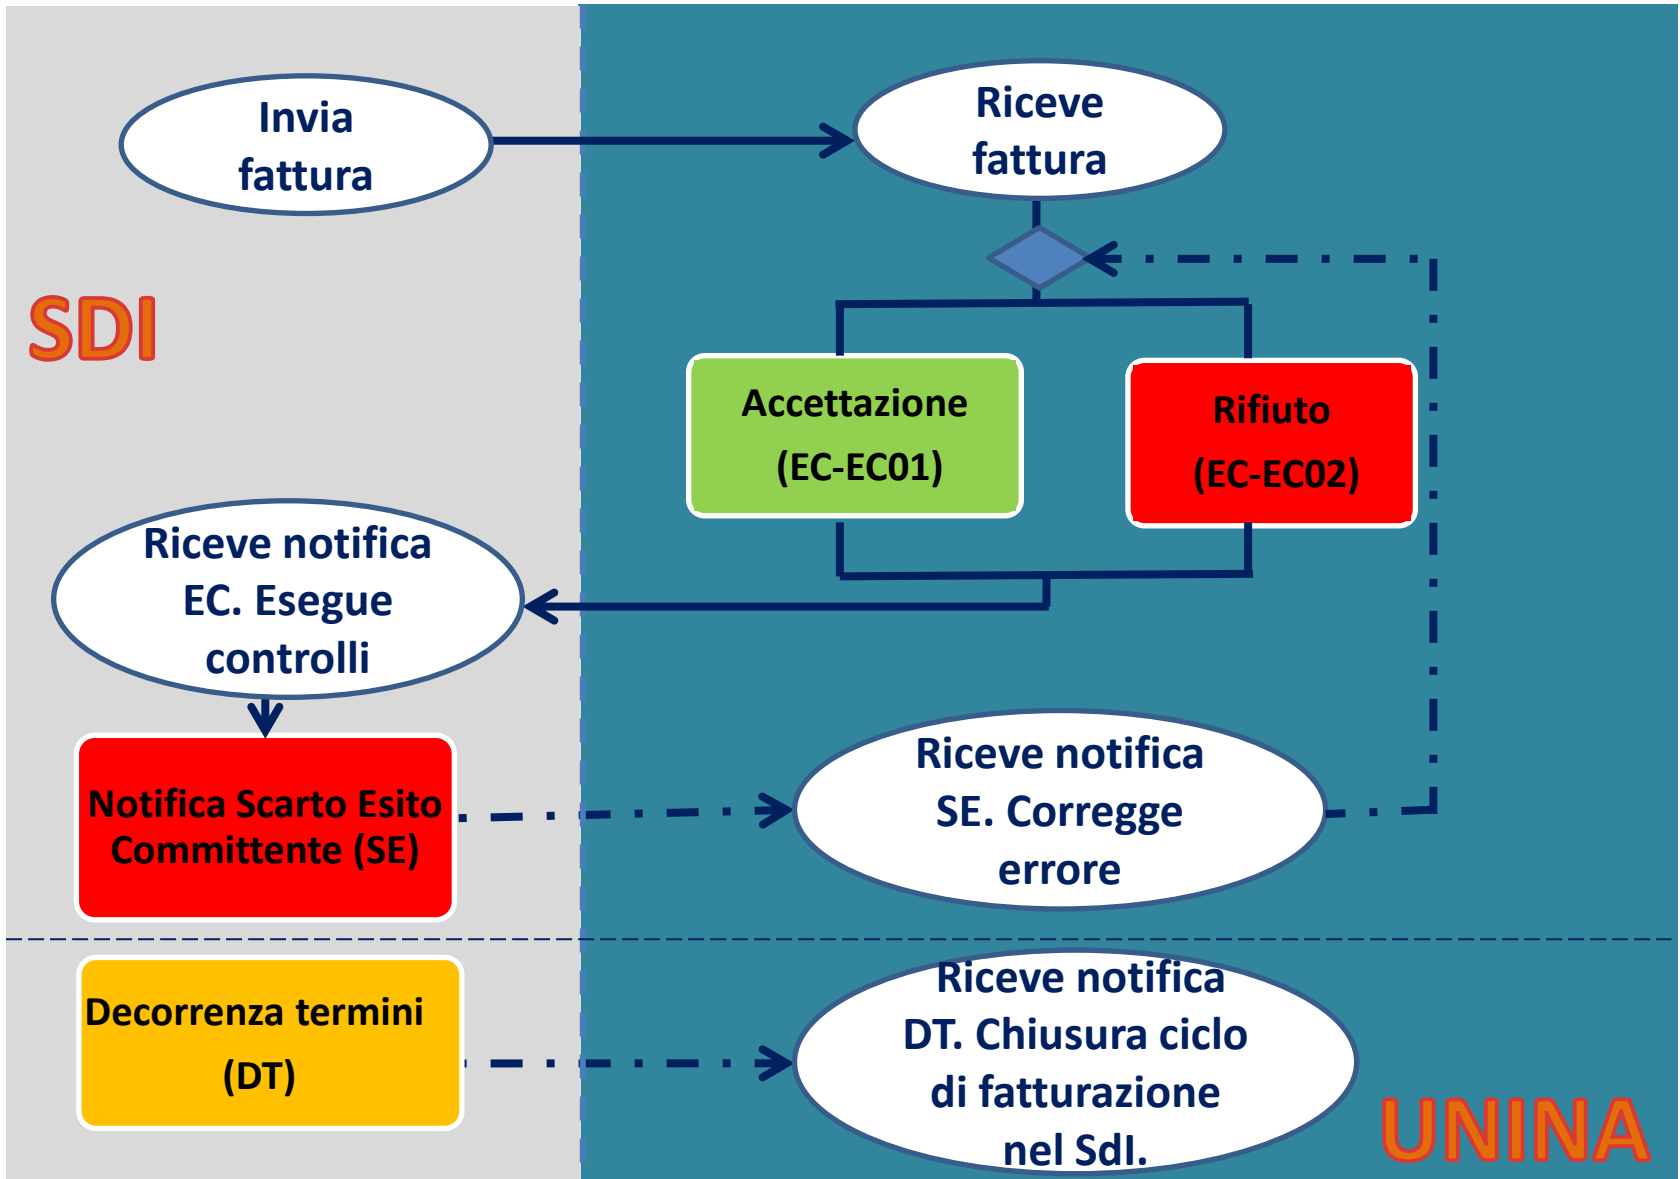 Invia
fattura
Riceve
fattura
SDI
Accettazione
(EC-EC01)
Rifiuto
(EC-EC02)
Riceve notifica
EC. Esegue
controlli
Notifica Scarto Esito
Committente (SE)
Riceve notifica
SE. Corregge
errore
Decorrenza termini
(DT)
Riceve notifica
DT. Chiusura ciclo
di fatturazione
nel SdI.
UNINA